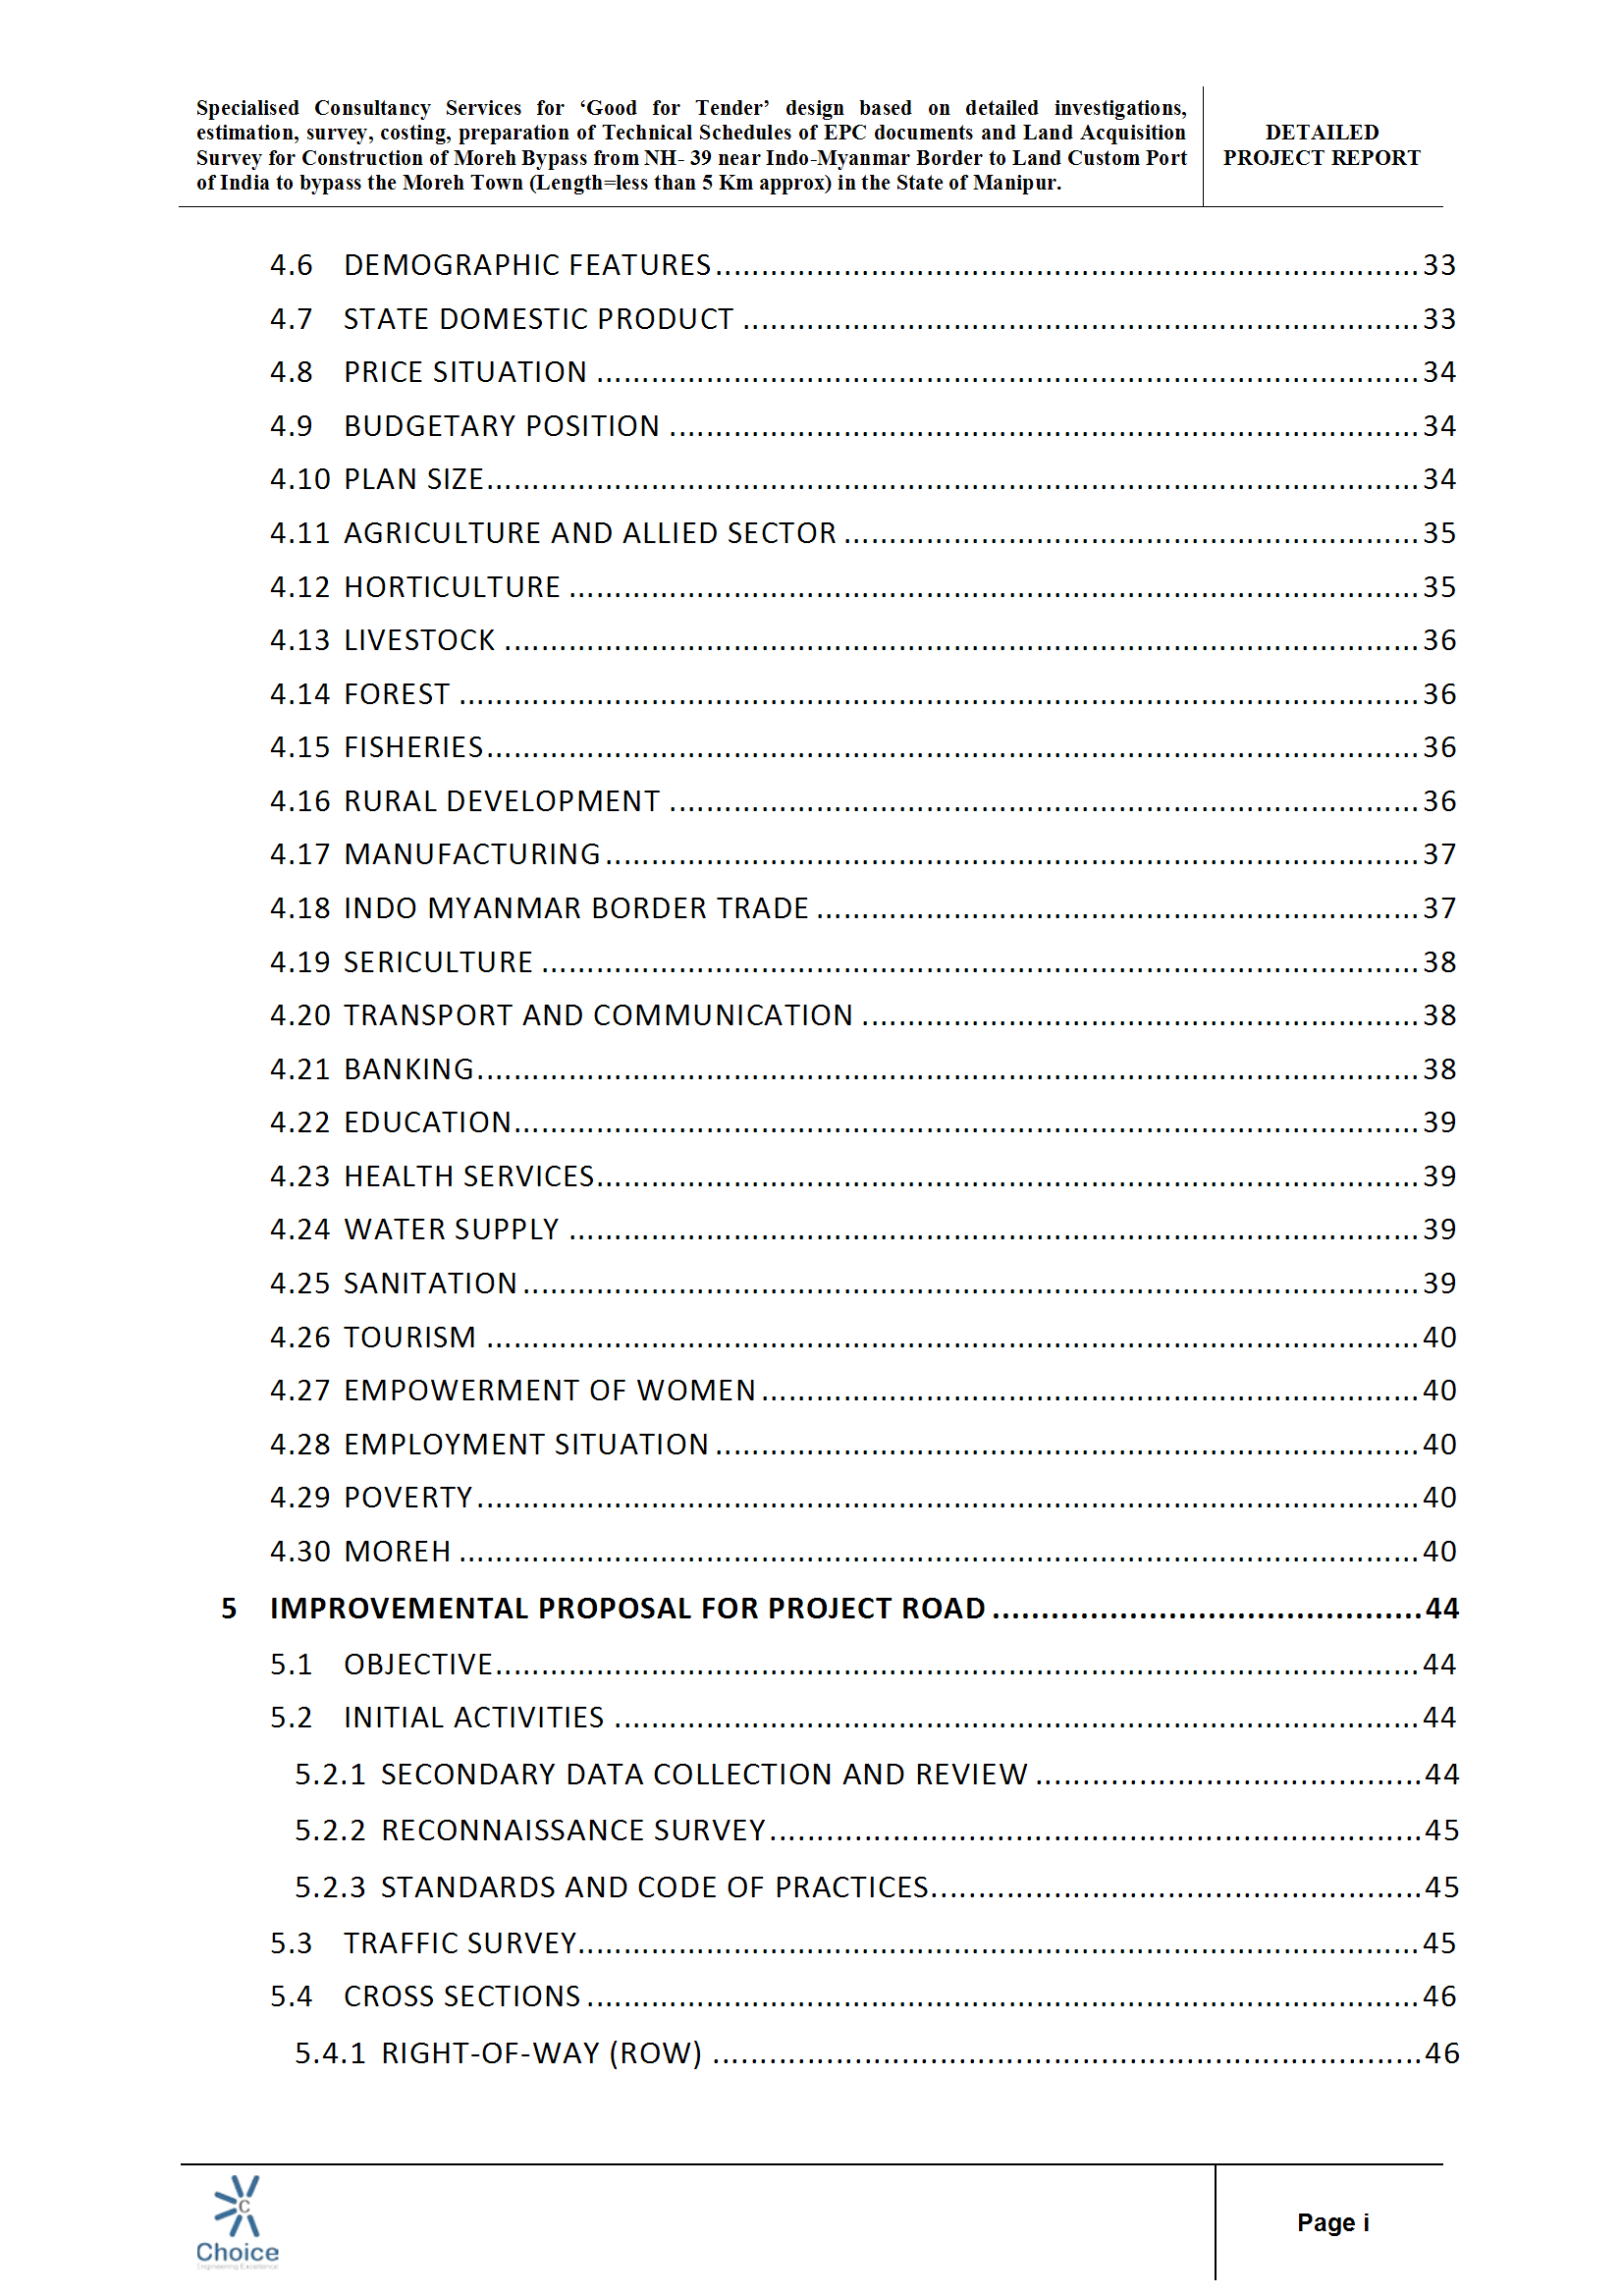 Specialised Consultancy Services for ‘Good for Tender’ design based on detailed investigations,
estimation, survey, costing, preparation of Technical Schedules of EPC documents and Land Acquisition
Survey for Construction of Moreh Bypass from NH- 39 near Indo-Myanmar Border to Land Custom Port
of India to bypass the Moreh Town (Length=less than 5 Km approx) in the State of Manipur.
DETAILED
PROJECT REPORT
4.6 DEMOGRAPHIC FEATURES 33
4.7 STATE DOMESTIC PRODUCT 33
4.8 PRICE SITUATION 34
4.9 BUDGETARY POSITION 34
4.10 PLAN SIZE 34
4.11 AGRICULTURE AND ALLIED SECTOR 35
4.12 HORTICULTURE 35
4.13 LIVESTOCK 36
4.14 FOREST 36
4.15 FISHERIES 36
4.16 RURAL DEVELOPMENT 36
4.17 MANUFACTURING 37
4.18 INDO MYANMAR BORDER TRADE 37
4.19 SERICULTURE 38
4.20 TRANSPORT AND COMMUNICATION 38
4.21 BANKING 38
4.22 EDUCATION 39
4.23 HEALTH SERVICES 39
4.24 WATER SUPPLY 39
4.25 SANITATION 39
4.26 TOURISM 40
4.27 EMPOWERMENT OF WOMEN 40
4.28 EMPLOYMENT SITUATION 40
4.29 POVERTY 40
4.30 MOREH 40
5 IMPROVEMENTAL PROPOSAL FOR PROJECT ROAD 44
5.1 OBJECTIVE 44
5.2 INITIAL ACTIVITIES 44
5.2.1 SECONDARY DATA COLLECTION AND REVIEW 44
5.2.2 RECONNAISSANCE SURVEY 45
5.2.3 STANDARDS AND CODE OF PRACTICES 45
5.3 TRAFFIC SURVEY 45
5.4 CROSS SECTIONS 46
5.4.1 RIGHT-OF-WAY (ROW) 46
C
Choice
Engineering Excellence
Page i